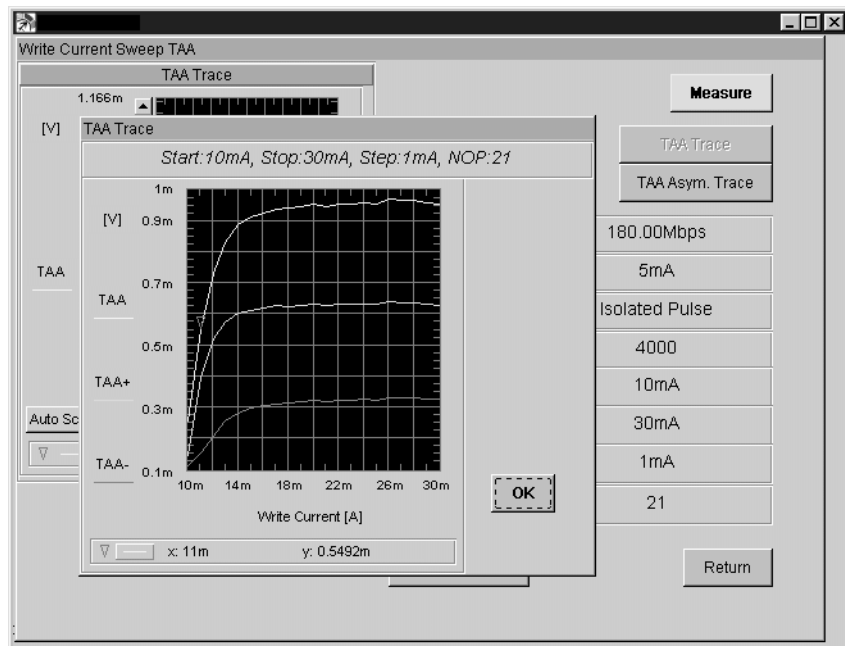 Write Current Sweep TAA
TAA Trace
1.166m
[V]
TAA
Auto Sc
TAA Trace
Start:10mA, Stop:30mA, Step:1mA, NOP:21
1m
[V]
0.9m
0.7m
TAA
0.5m
TAA+
0.3m
TAA-
0.1m
10m 14m 18m 22m 26m 30m
Write Current [A]
x: 11m y: 0.5492m
OK
Measure
TAA Trace
TAA Asym. Trace
180.00Mbps
5mA
Isolated Pulse
4000
10mA
30mA
1mA
21
Return